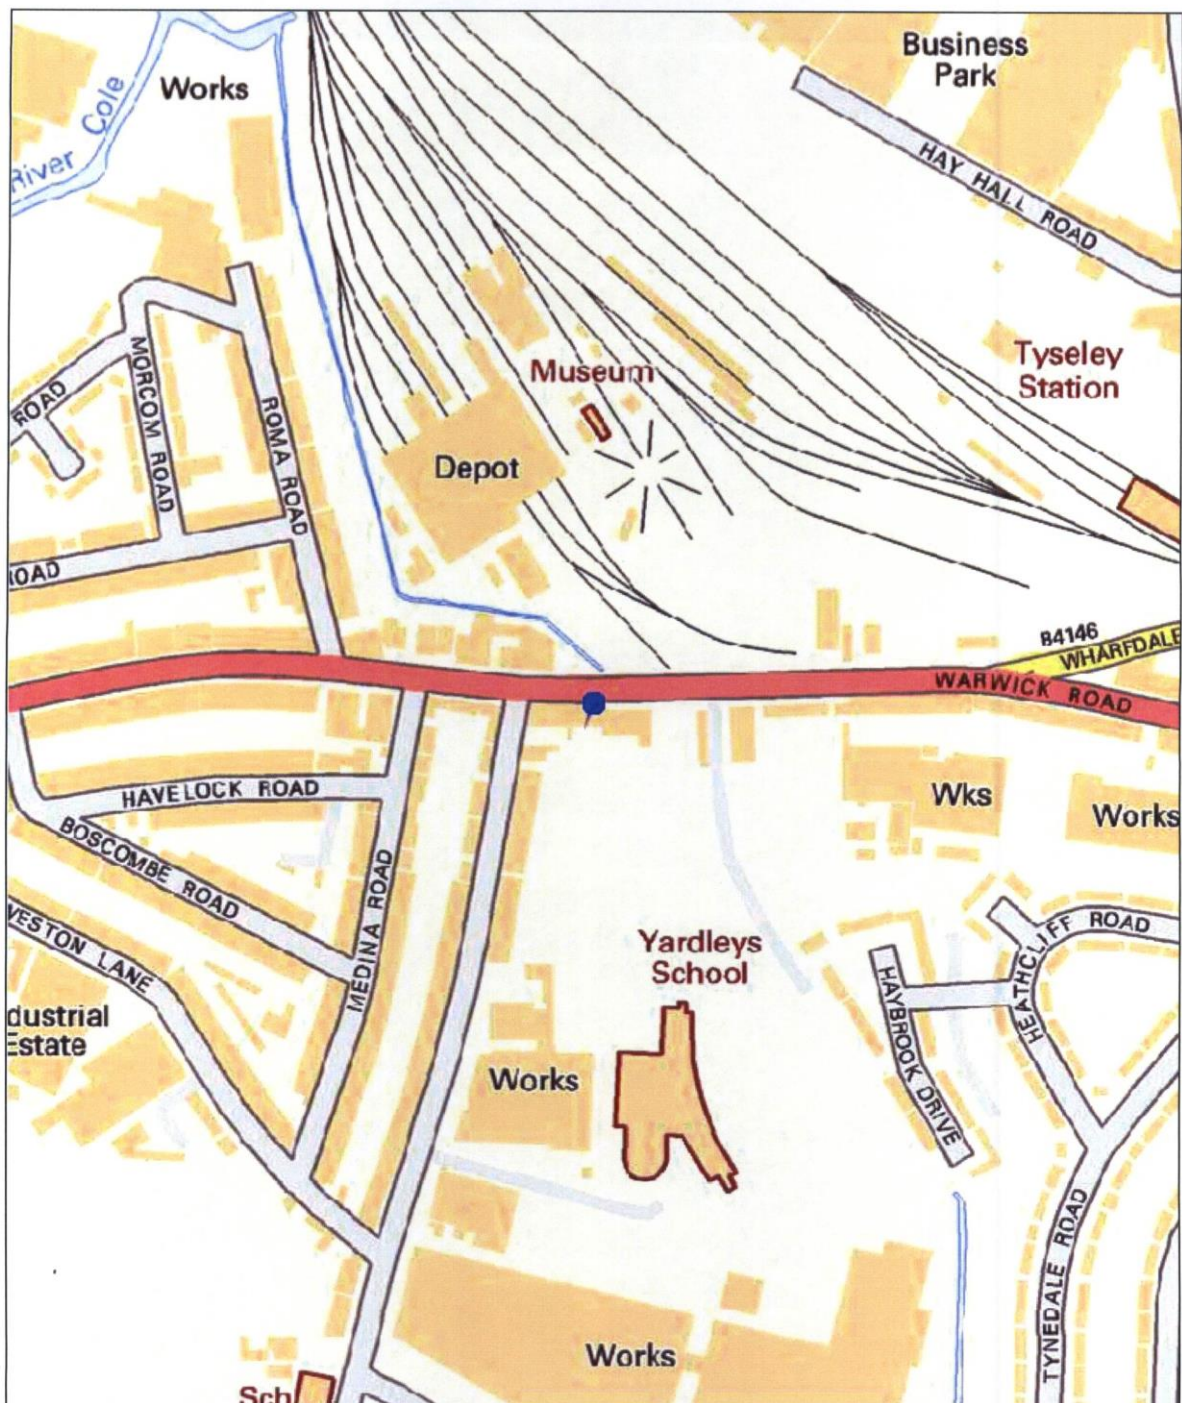 Business
Park
Works
River Cole
HAY HALL ROAD
Tyseley
Station
Museum
MORCOM ROAD
ROAD
ROMA ROAD
Depot
ROAD
B4146
WHARFDALE
WARWICK ROAD
HAVELOCK ROAD
Wks
Works
BOSCOMBE ROAD
MEDINA ROAD
VESTON LANE
HEATHCLIFF ROAD
Yardleys
School
HAYBROOK DRIVE
dustrial
Estate
Works
TYNEDALE ROAD
Works
Sch